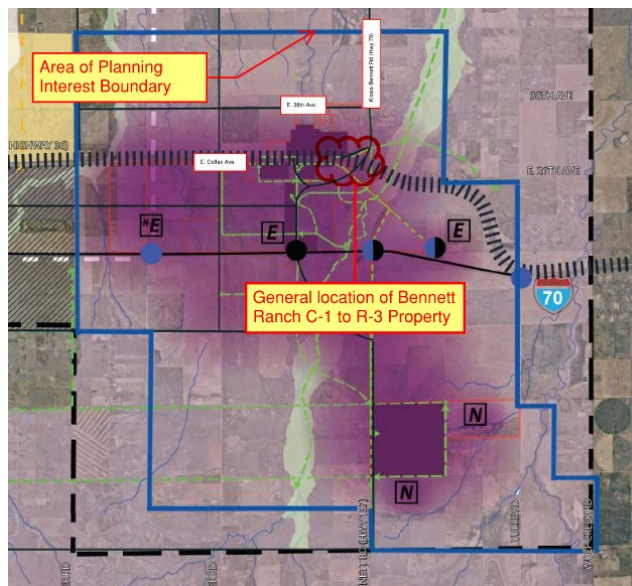 Area of Planning
Interest Boundary
Kiowa Bennett Rd (Hwy 79)
E. 38th Ave.
38TH AVE
HIGHWAY 36)
E. Colfax Ave.
E. 26TH AVE
*E
E
E
General location of Bennett
Ranch C-1 to R-3 Property
70
N
N